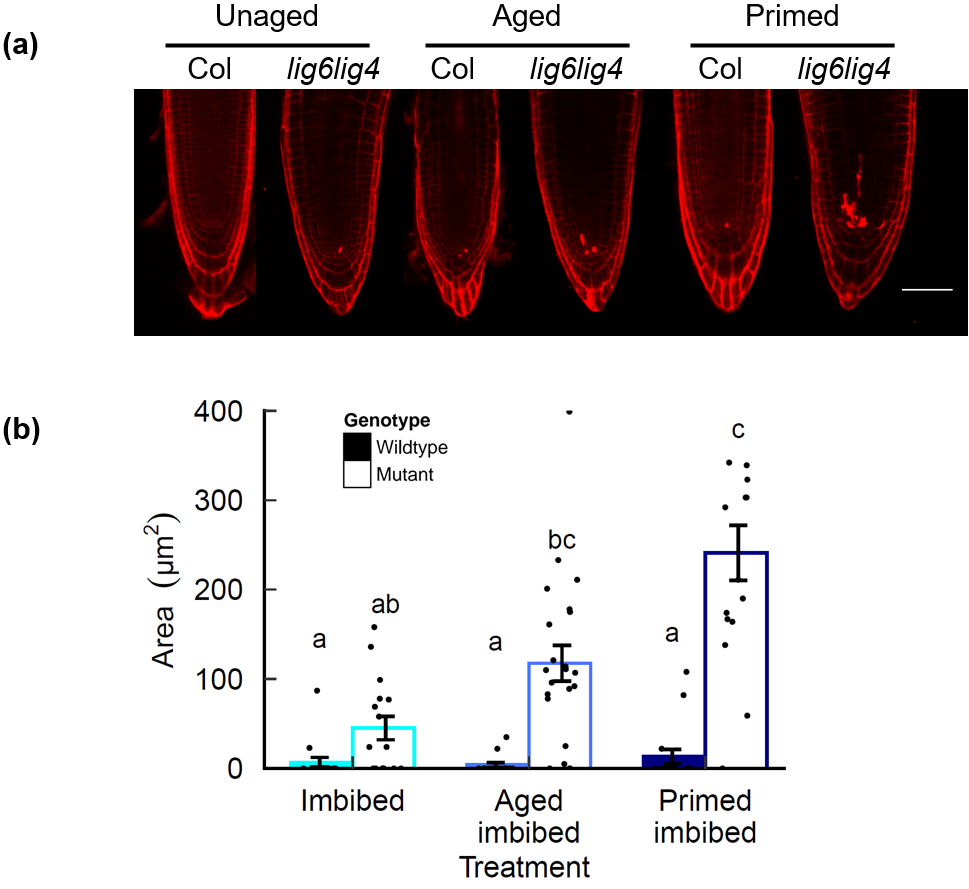 (a)
Unaged Aged Primed
Col lig6lig4 Col lig6lig4 Col lig6lig4
(b)
Area (μm²)
400
300
200
100
0
Genotype
Wildtype
Mutant
a
ab
a
bc
a
c
Imbibed
Aged
imbibed
Primed
imbibed
Treatment